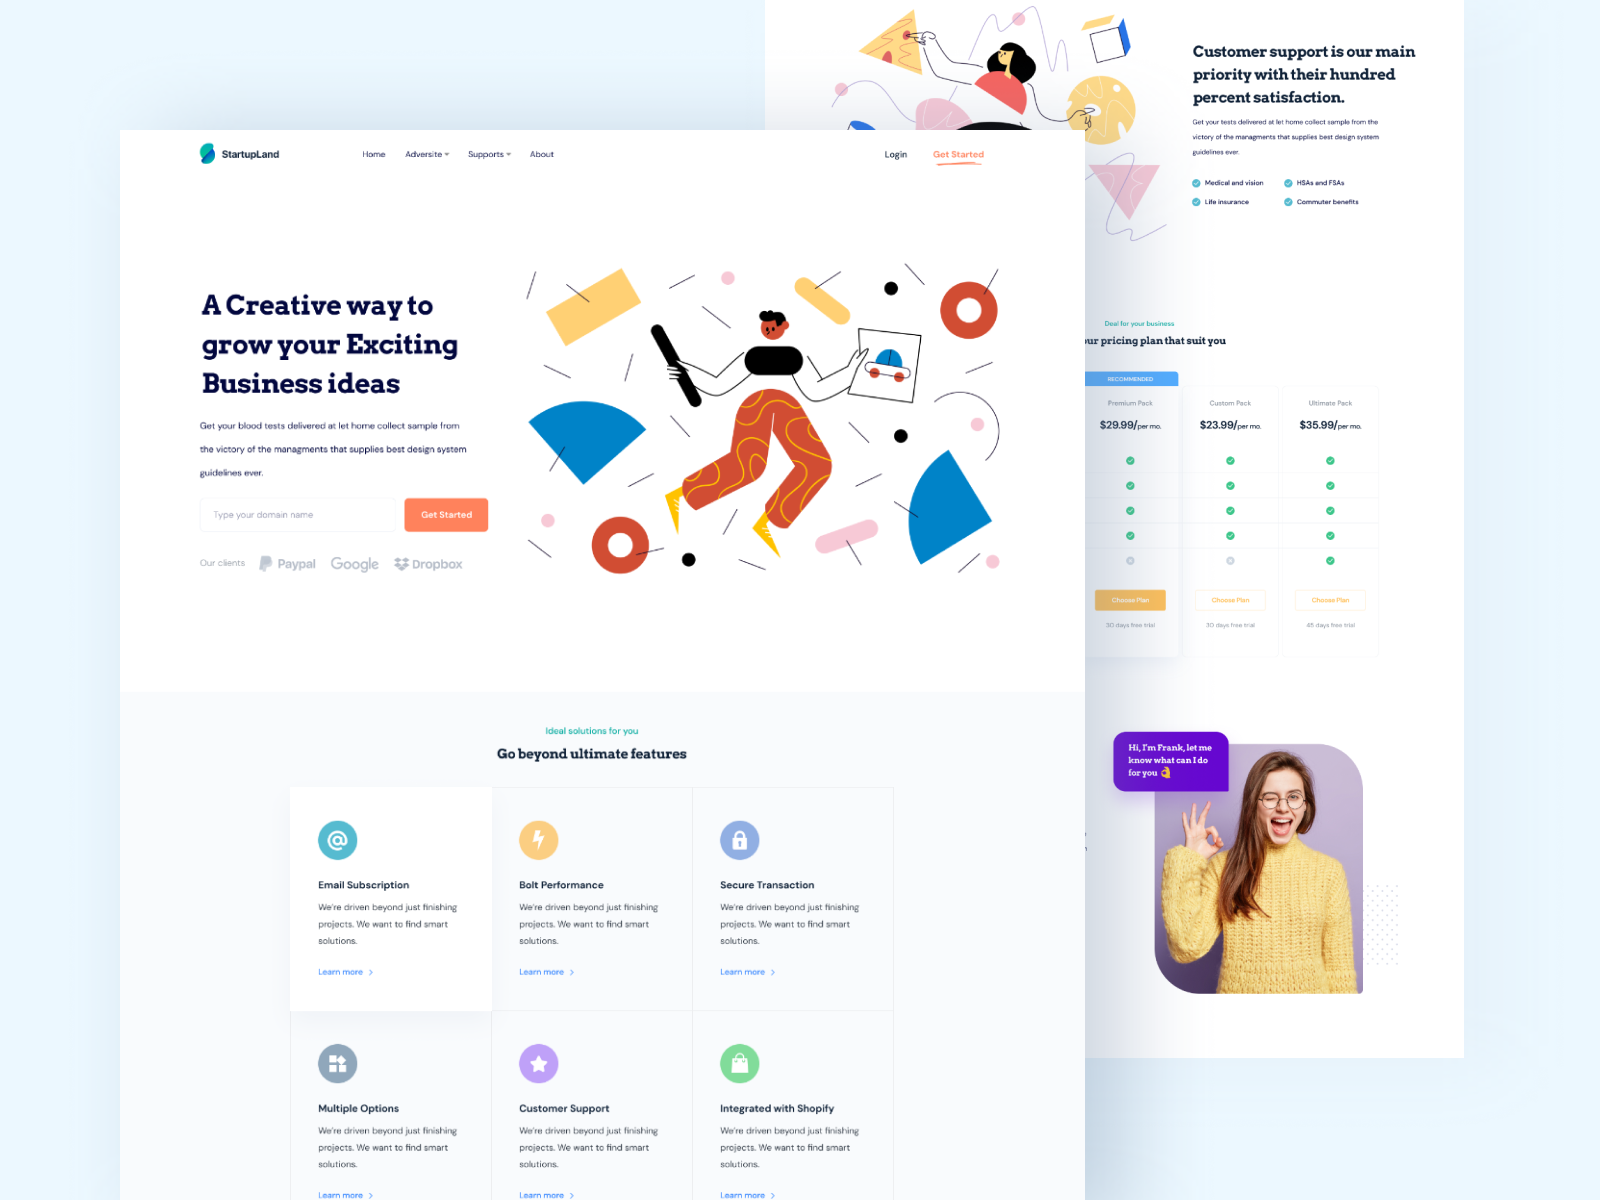 StartupLand
Home
Adversite
Supports
About
Login
Get Started
A Creative way to
grow your Exciting
Business ideas
Get your blood tests delivered at let home collect sample from
the victory of the managments that supplies best design system
guidelines ever.
Type your domain name
Get Started
Our clients
Paypal
Google
Dropbox
Ideal solutions for you
Go beyond ultimate features
Email Subscription
We're driven beyond just finishing
projects. We want to find smart
solutions.
Learn more
Bolt Performance
We're driven beyond just finishing
projects. We want to find smart
solutions.
Learn more
Secure Transaction
We're driven beyond just finishing
projects. We want to find smart
solutions.
Learn more
Multiple Options
We're driven beyond just finishing
projects. We want to find smart
solutions.
Learn more
Customer Support
We're driven beyond just finishing
projects. We want to find smart
solutions.
Learn more
Integrated with Shopify
We're driven beyond just finishing
projects. We want to find smart
solutions.
Learn more
Customer support is our main
priority with their hundred
percent satisfaction.
Get your tests delivered at let home collect sample from the
victory of the managments that supplies best design system
guidelines ever.
Medical and vision
HSAs and FSAs
Life insurance
Commuter benefits
Deal for your business
pricing plan that suit you
RECOMMENDED
Premium Pack
$29.99/per mo.
Choose Plan
30 days free trial
Custom Pack
$23.99/per mo.
Choose Plan
30 days free trial
Ultimate Pack
$35.99/per mo.
Choose Plan
45 days free trial
Hi, I'm Frank, let me
know what can I do
for you 👌